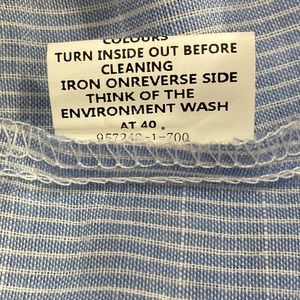 COLOURS
TURN INSIDE OUT BEFORE
CLEANING
IRON ONREVERSE SIDE
THINK OF THE
ENVIRONMENT WASH
AT 40 °